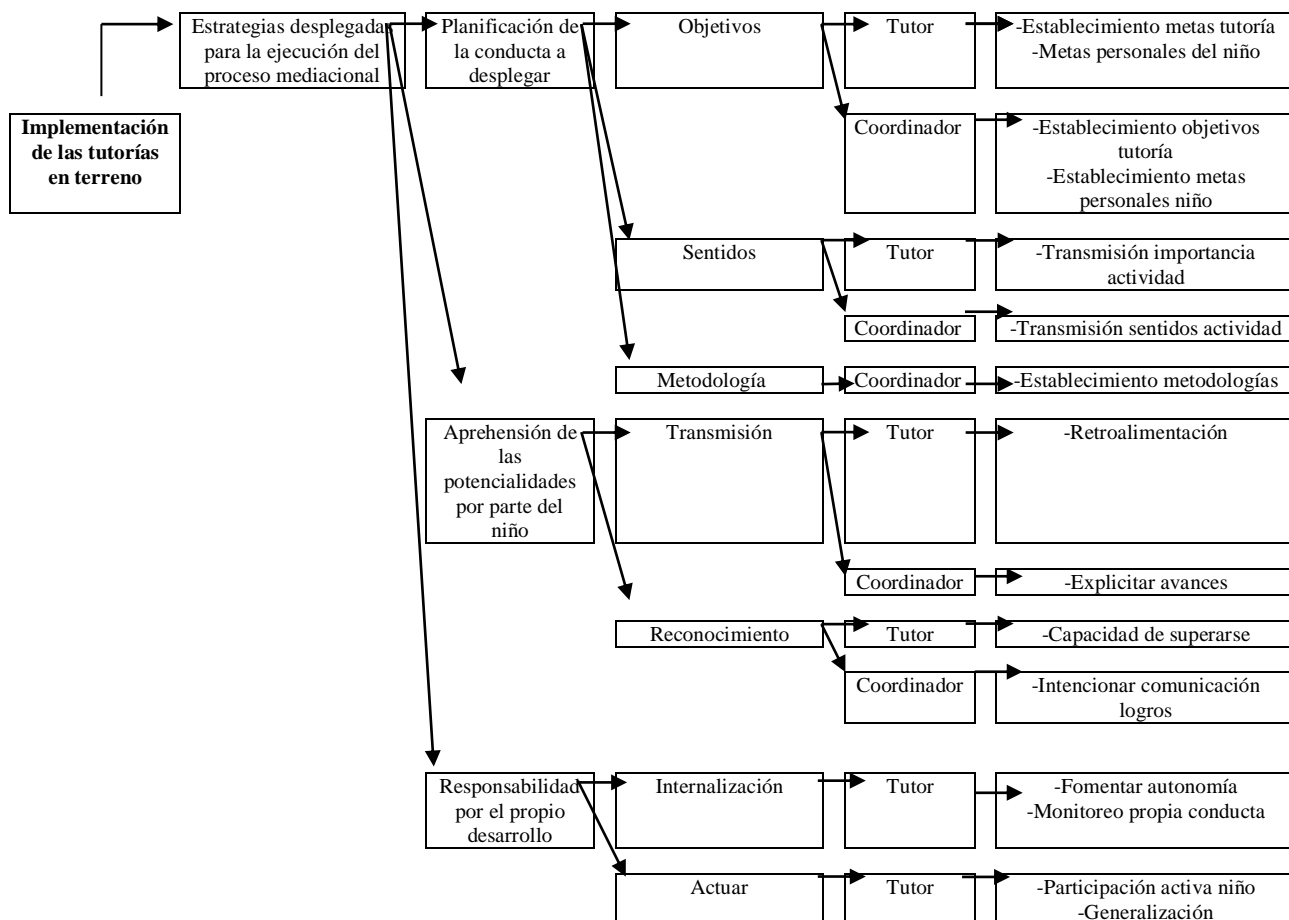 Estrategias desplegada
para la ejecución del
proceso mediacional
Planificación de
la conducta a
desplegar
Objetivos
Tutor
-Establecimiento metas tutoría
-Metas personales del niño
Implementación
de las tutorías
en terreno
Coordinador
-Establecimiento objetivos
tutoría
-Establecimiento metas
personales niño
Sentidos
Tutor
-Transmisión importancia
actividad
Coordinador
-Transmisión sentidos actividad
Metodología
Coordinador
-Establecimiento metodologías
Aprehensión de
las
potencialidades
por parte del
niño
Transmisión
Tutor
-Retroalimentación
Coordinador
-Explicitar avances
Reconocimiento
Tutor
-Capacidad de superarse
Coordinador
-Intencionar comunicación
logros
Responsabilidad
por el propio
desarrollo
Internalización
Tutor
-Fomentar autonomía
-Monitoreo propia conducta
Actuar
Tutor
-Participación activa niño
-Generalización